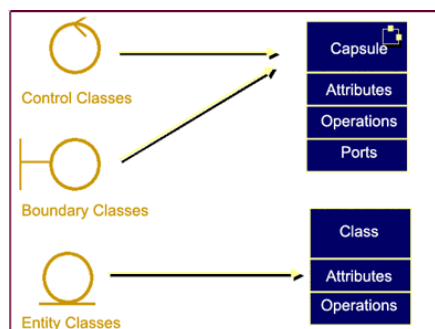 Capsule
Control Classes
Attributes
Operations
Ports
Boundary Classes
Class
Attributes
Operations
Entity Classes